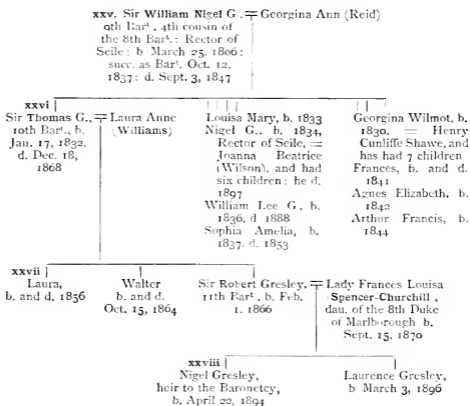 xxv. Sir William Nigel G., = Georgina Ann (Reid)
9th Barᵗ, 4th cousin of
the 8th Barᵗ.: Rector of
Seile: b March 25, 1806:
succ. as Barᵗ. Oct. 12,
1837: d. Sept. 3, 1847
xxvi
Sir Thomas G., = Laura Anne
10th Barᵗ., b. (Williams)
Jan. 17, 1832,
d. Dec. 18,
1868
Louisa Mary, b. 1833
Nigel G., b. 1834,
Rector of Seile, =
Joanna Beatrice
(Wilson), and had
six children: he d.
1897
William Lee G, b.
1836, d 1888
Sophia Amelia, b.
1837, d. 1853
Georgina Wilmot, b.
1830, = Henry
Cunliffe Shawe, and
has had 7 children
Frances, b. and d.
1841
Agnes Elizabeth, b.
1842
Arthur Francis, b.
1844
xxvii
Laura,
b. and d. 1856
Walter
b. and d.
Oct. 15, 1864
Sir Robert Gresley, = Lady Frances Louisa
11th Barᵗ., b. Feb. Spencer-Churchill,
1, 1866 dau. of the 8th Duke
of Marlborough b.
Sept. 15, 1870
xxviii
Nigel Gresley,
heir to the Baronetcy,
b. April 22, 1894
Laurence Gresley,
b March 3, 1896